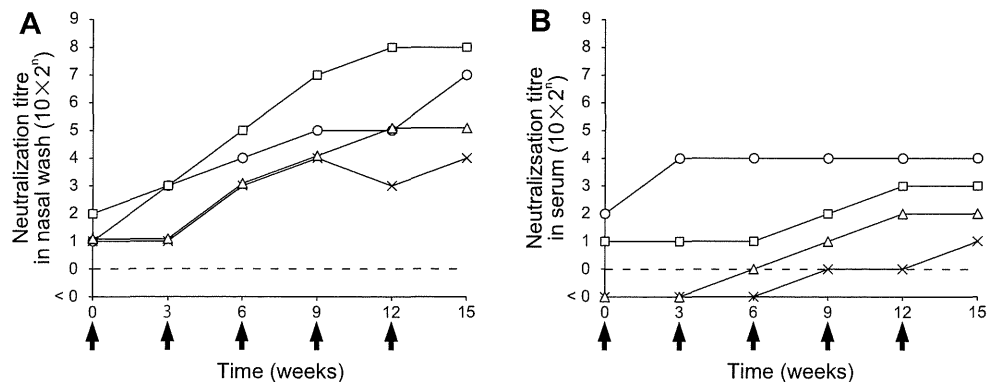 A
Neutralization titre
in nasal wash (10×2ⁿ)
9
8
7
6
5
4
3
2
1
0
< 0
0 3 6 9 12 15
Time (weeks)
B
Neutralizsation titre
in serum (10×2ⁿ)
9
8
7
6
5
4
3
2
1
0
< 0
0 3 6 9 12 15
Time (weeks)